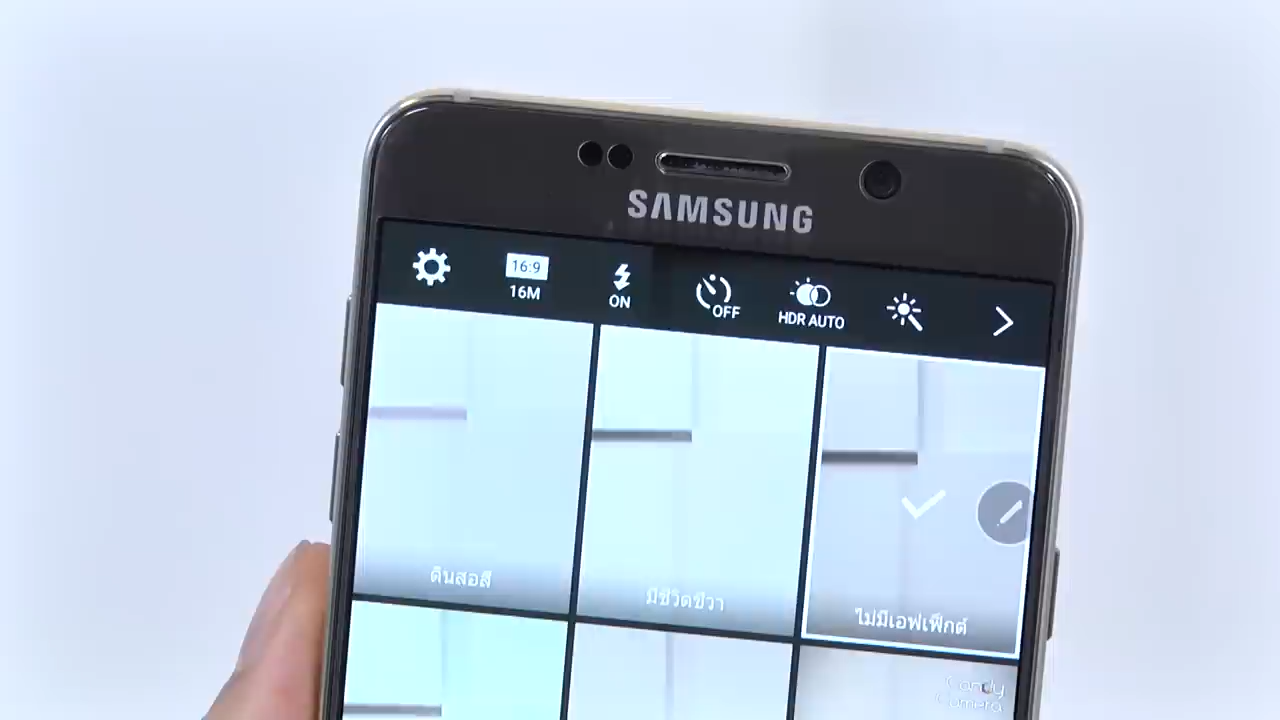 SAMSUNG
16:9
16M
ON
OFF
HDR AUTO
ดินสอสี
มีชีวิตชีวา
ไม่มีเอฟเฟ็กต์
Candy
Camera